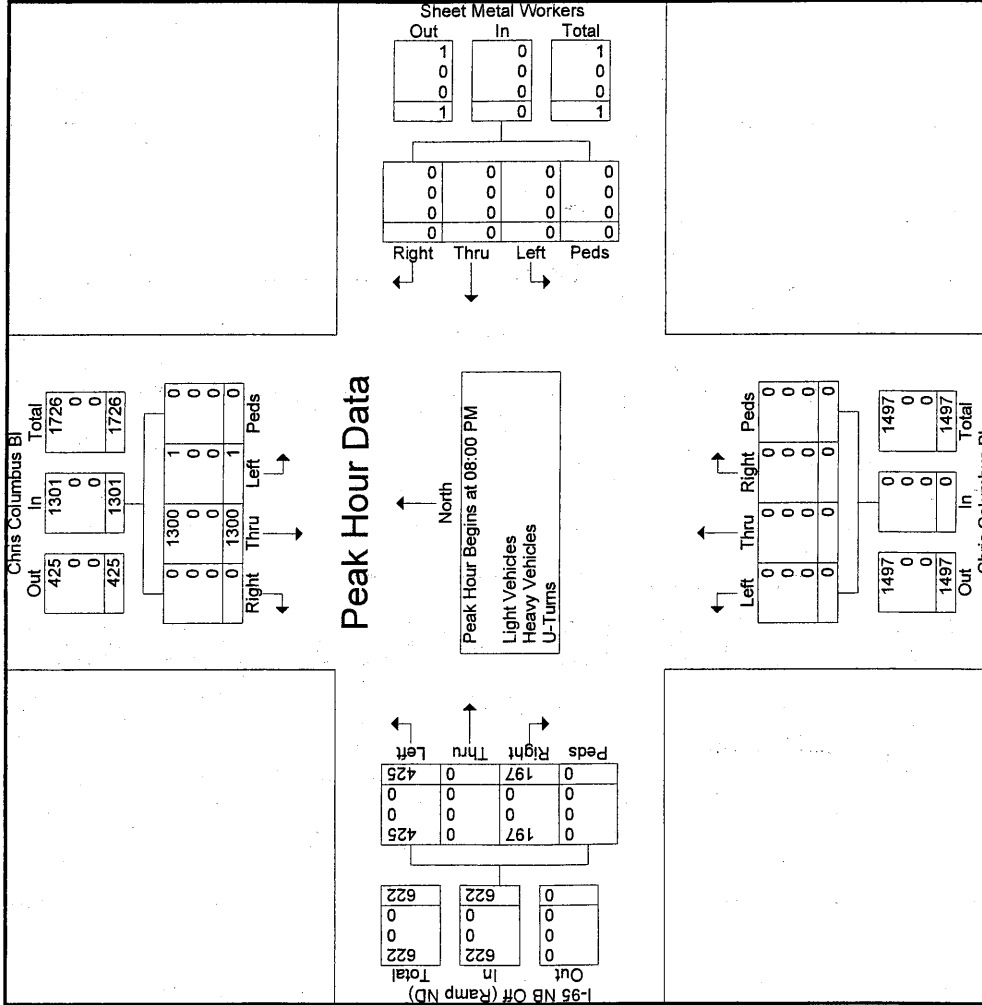 Sheet Metal Workers
Out In Total
1 0 1
0 0 0
0 0 0
1 0 1
0 0 0 0
0 0 0 0
0 0 0 0
0 0 0 0
Right Thru Left Peds
Chris Columbus Bl
Out In Total
425 1301 1726
0 0 0
0 0 0
425 1301 1726
0 1300 1 0
0 0 0 0
0 0 0 0
0 1300 1 0
Right Thru Left Peds
Peak Hour Data
North
Peak Hour Begins at 08:00 PM
Light Vehicles
Heavy Vehicles
U-Turns
Left Thru Right Peds
0 0 0 0
0 0 0 0
0 0 0 0
0 0 0 0
1497 0 1497
0 0 0
0 0 0
1497 0 1497
Out In Total
Left Thru Right Peds
425 0 197 0
0 0 0 0
0 0 0 0
425 0 197 0
622 622 0
0 0 0
0 0 0
622 622 0
Total In Out
I-95 NB Off (Ramp ND)